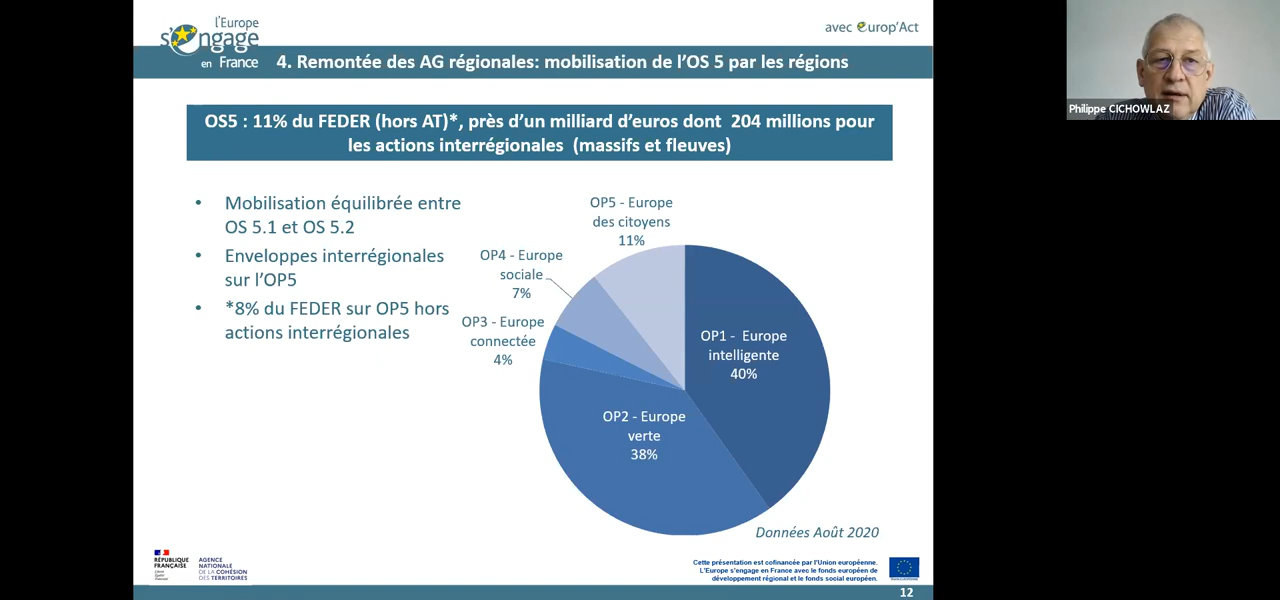 l'Europe
s'engage
en France
avec Europ'Act
4. Remontée des AG régionales: mobilisation de l'OS 5 par les régions
Philippe CICHOWLAZ
OS5 : 11% du FEDER (hors AT)*, près d'un milliard d'euros dont 204 millions pour
les actions interrégionales (massifs et fleuves)
• Mobilisation équilibrée entre
OS 5.1 et OS 5.2
• Enveloppes interrégionales
sur l'OP5
• *8% du FEDER sur OP5 hors
actions interrégionales
OP5 - Europe
des citoyens
11%
OP4 - Europe
sociale
7%
OP3 - Europe
connectée
4%
OP1 - Europe
intelligente
40%
OP2 - Europe
verte
38%
Données Août 2020
RÉPUBLIQUE
FRANÇAISE
AGENCE
NATIONALE
DE LA COHÉSION
DES TERRITOIRES
Cette présentation est cofinancée par l'Union européenne.
L'Europe s'engage en France avec le fonds européen de
développement régional et le fonds social européen.
12